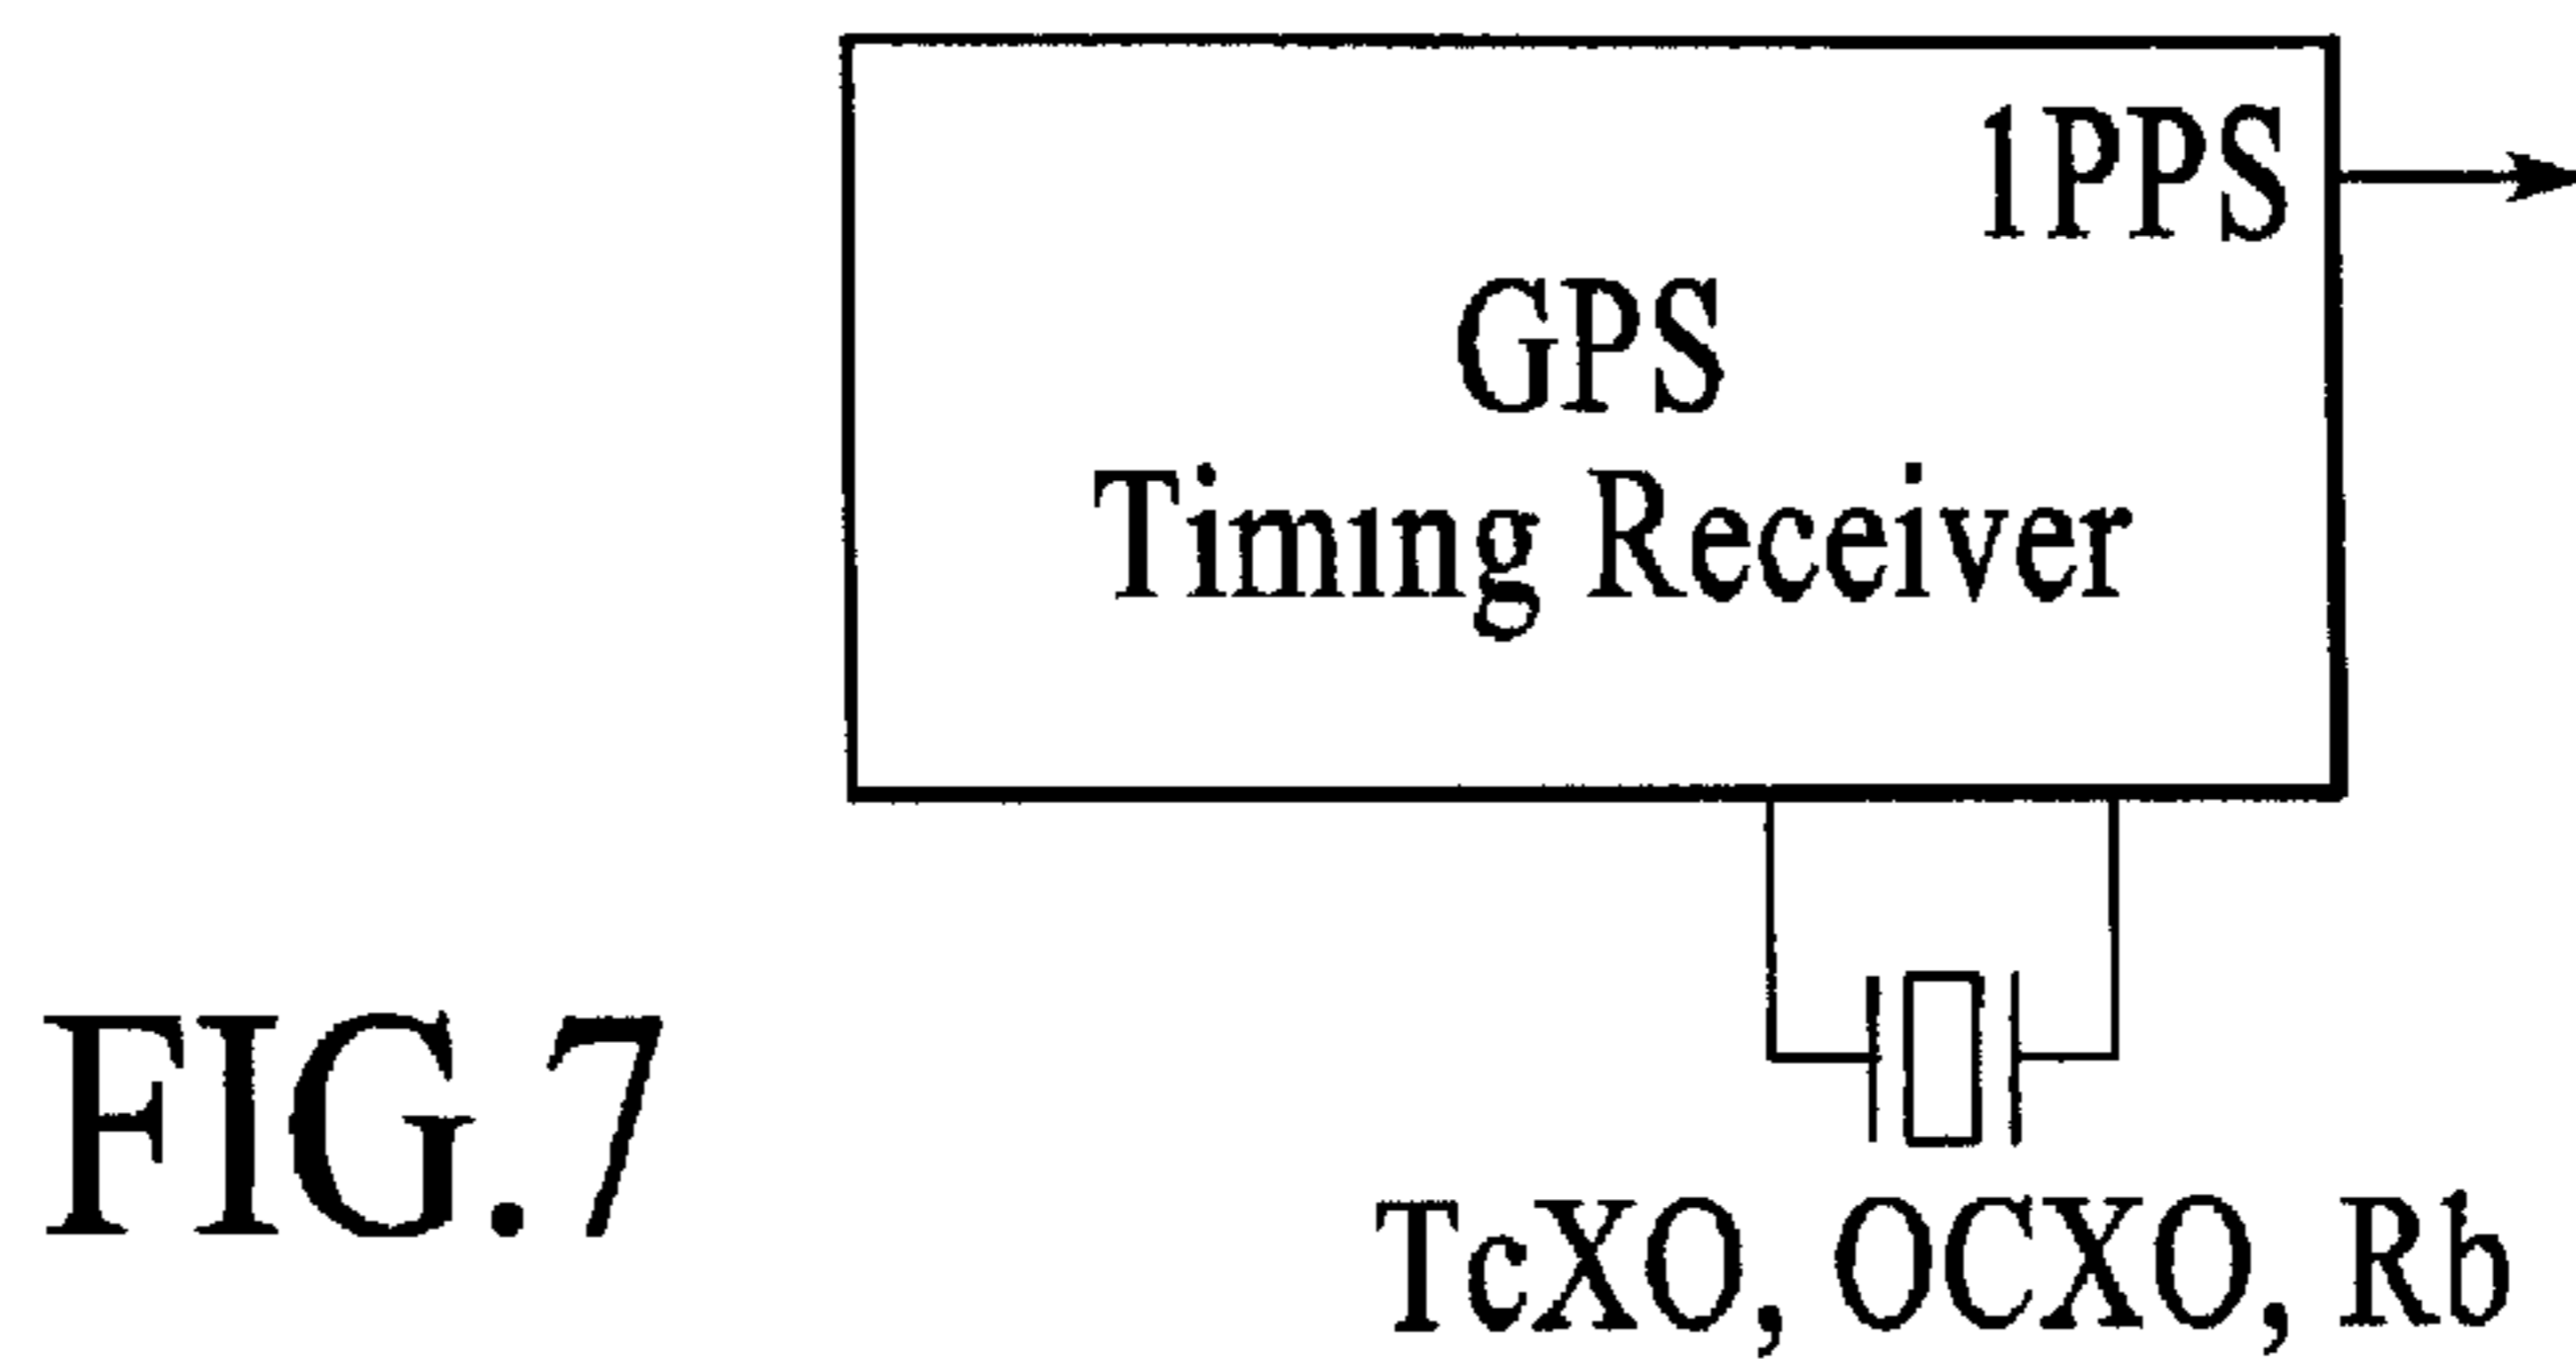 1PPS
GPS
Timing Receiver
FIG.7
TcXO, OCXO, Rb